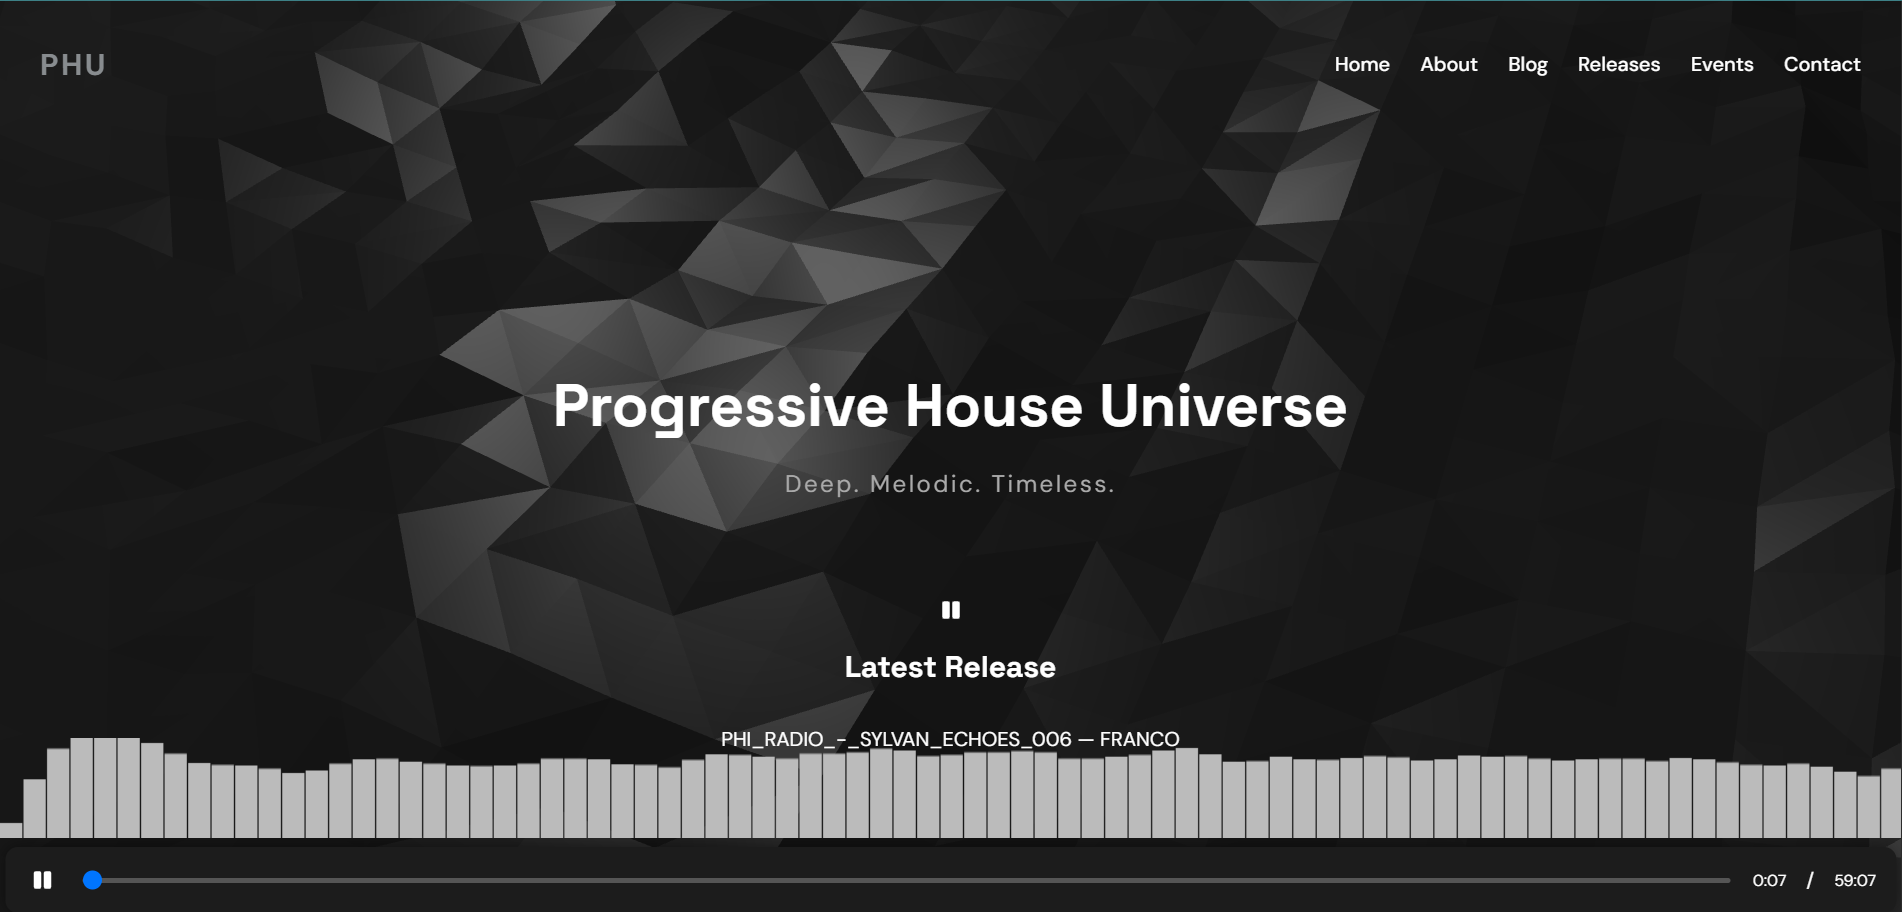 PHU
Home About Blog Releases Events Contact
Progressive House Universe
Deep. Melodic. Timeless.
Latest Release
PHI_RADIO_-_SYLVAN_ECHOES_006 — FRANCO
0:07 / 59:07